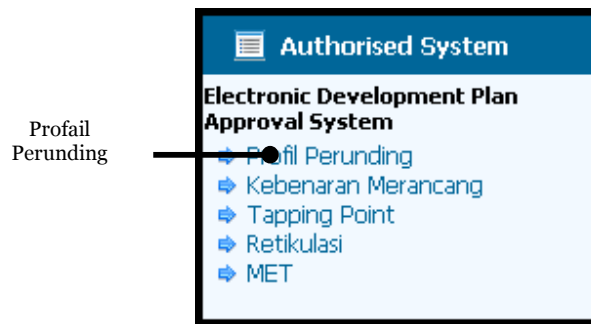 Authorised System
Electronic Development Plan
Approval System
Profail
Perunding
Profil Perunding
Kebenaran Merancang
Tapping Point
Retikulasi
MET